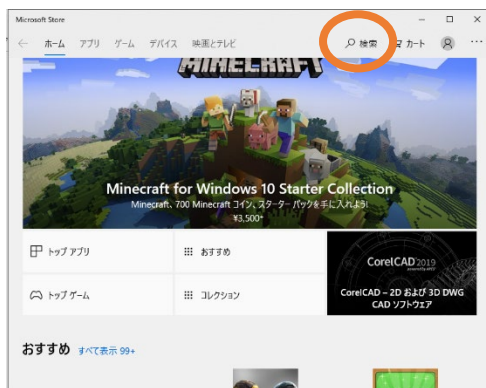 Microsoft Store
ホーム アプリ ゲーム デバイス 映画とテレビ 検索 カート
MINECRAFT
Minecraft for Windows 10 Starter Collection
Minecraft、700 Minecraft コイン、スターター パックを手に入れよう!
¥3,500+
トップ アプリ
おすすめ
CorelCAD 2019
トップ ゲーム
コレクション
CorelCAD – 2D および 3D DWG
CAD ソフトウェア
おすすめ すべて表示 99+